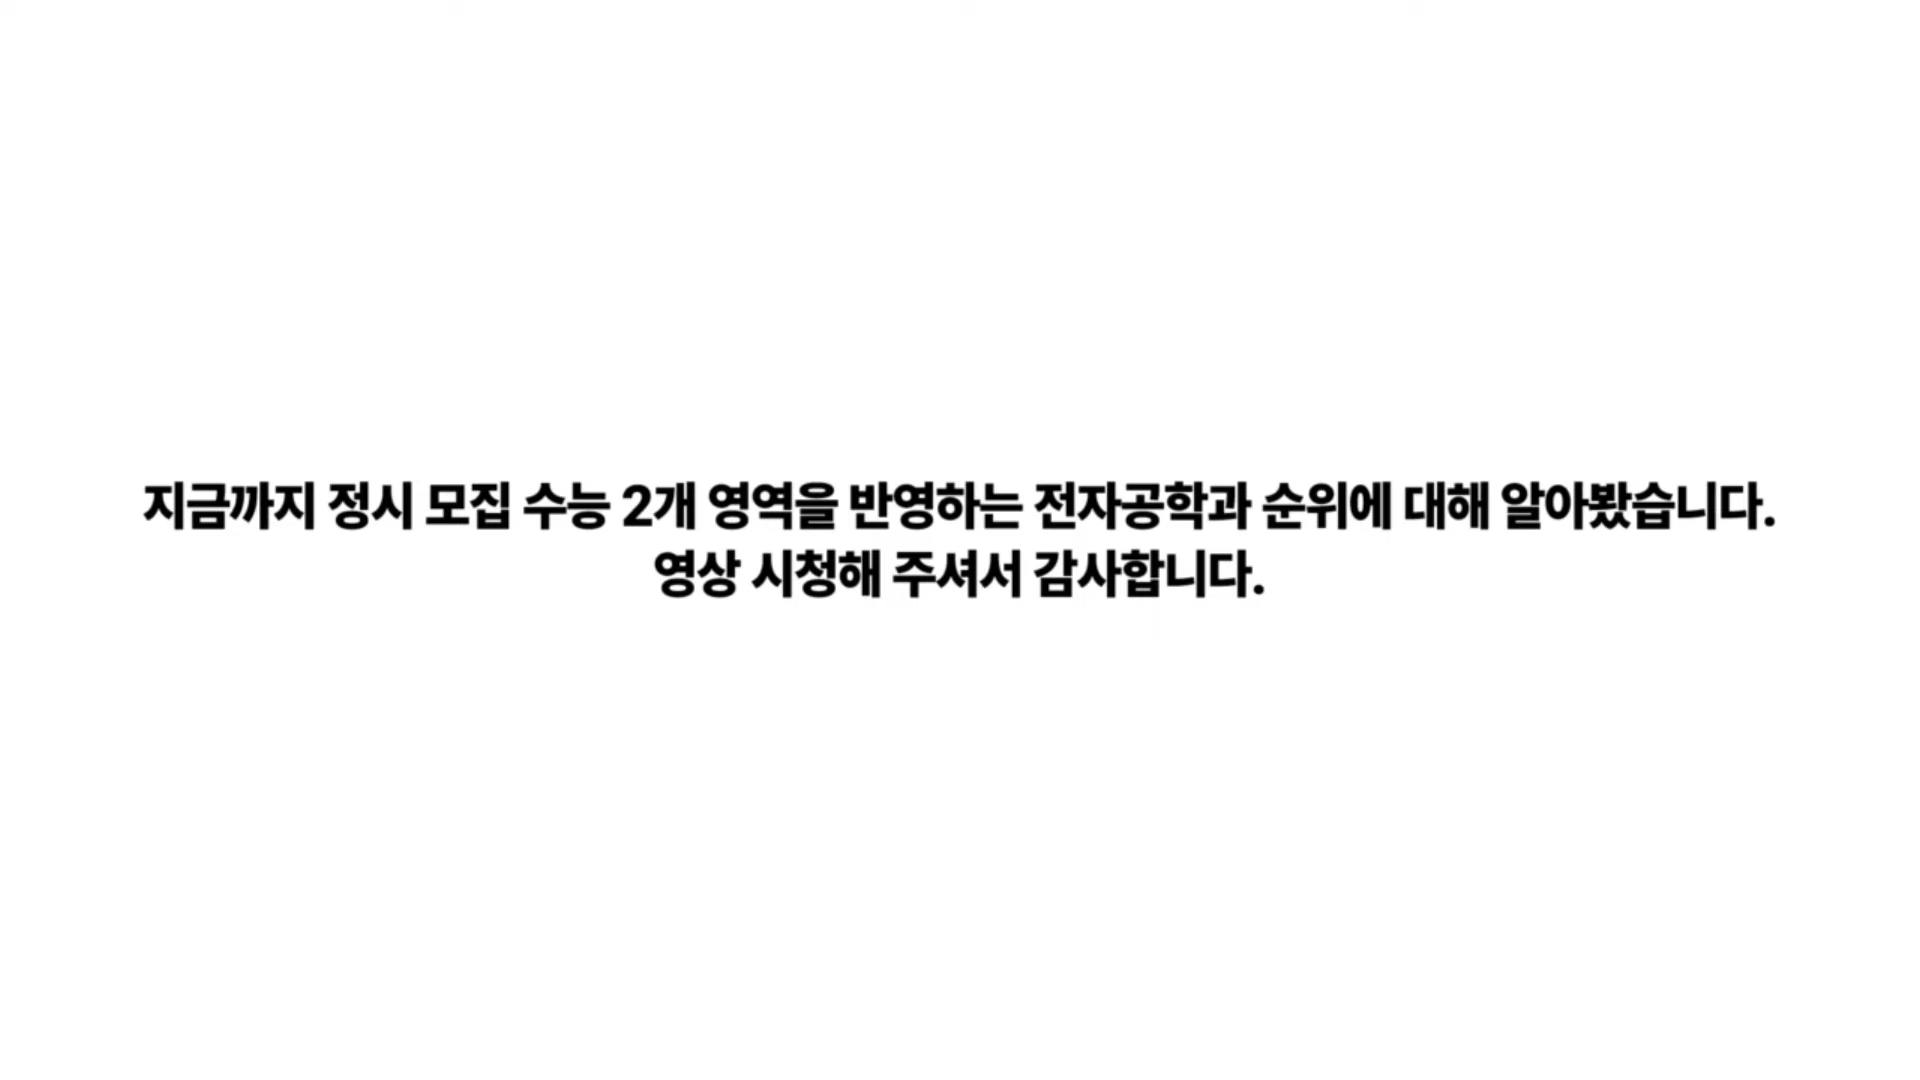 지금까지 정시 모집 수능 2개 영역을 반영하는 전자공학과 순위에 대해 알아봤습니다.
영상 시청해 주셔서 감사합니다.